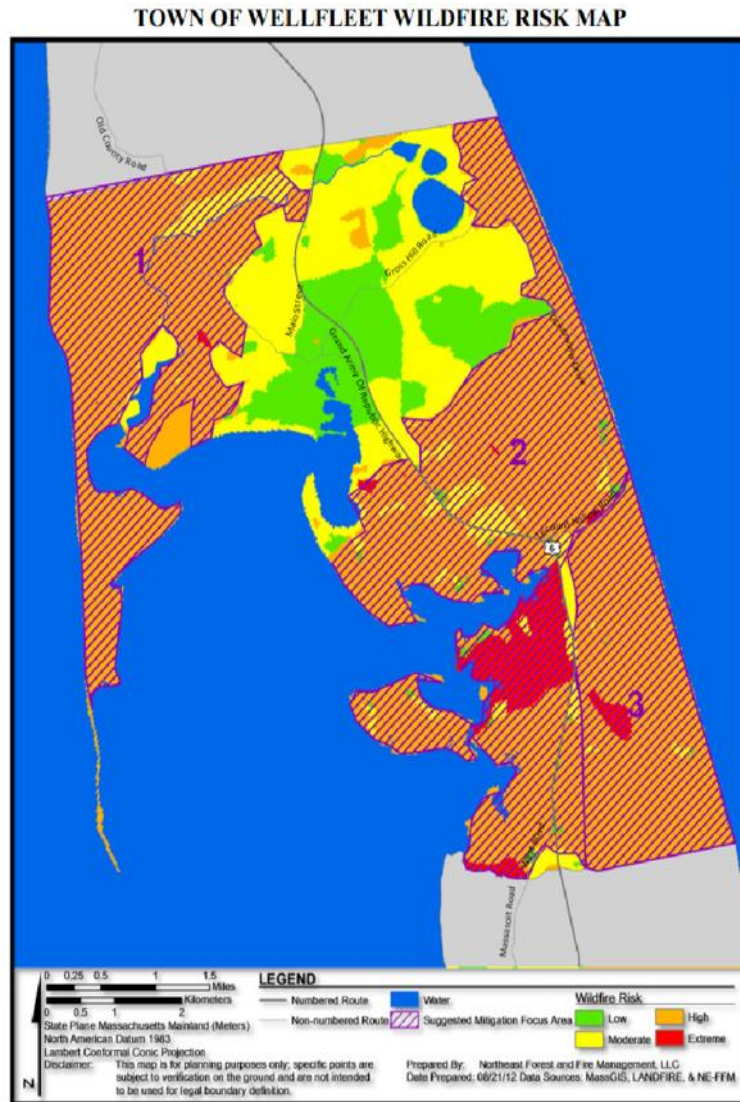 TOWN OF WELLFLEET WILDFIRE RISK MAP
Old County Road
1
Main Street
Gross Hill Road
Grand Army Of Republic Highway
2
6
3
Massasoit Road
0 0.25 0.5 1 1.5
Miles
Kilometers
0 0.5 1 2
State Plane Massachusetts Mainland (Meters)
North American Datum 1983
Lambert Conformal Conic Projection
Disclaimer: This map is for planning purposes only; specific points are
subject to verification on the ground and are not intended
to be used for legal boundary definition.
Z
LEGEND
Numbered Route
Non-numbered Route
Water
Suggested Mitigation Focus Area
Wildfire Risk
Low
High
Moderate
Extreme
Prepared By: Northeast Forest and Fire Management, LLC
Date Prepared: 08/21/12 Data Sources: MassGIS, LANDFIRE, & NE-FFM